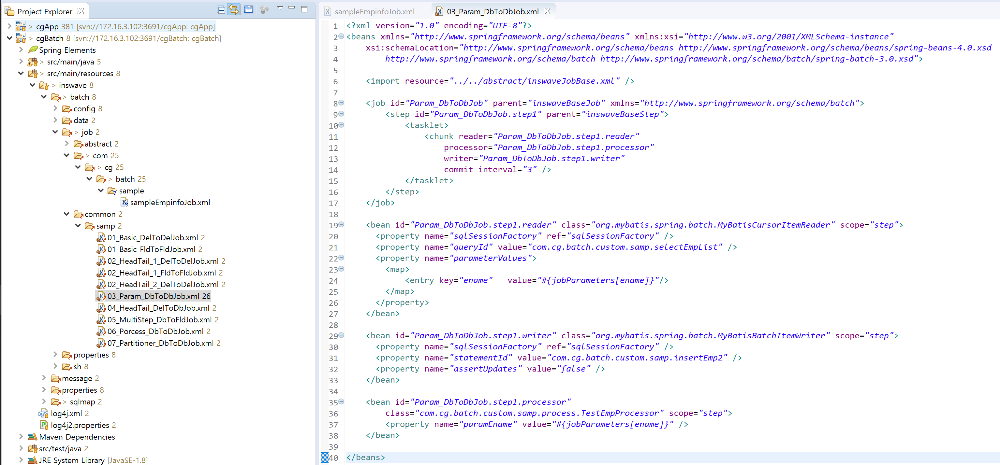 Project Explorer
> cgApp 381 [svn://172.16.3.102:3691/cgApp: cgApp]
> cgBatch 8 [svn://172.16.3.102:3691/cgBatch: cgBatch]
Spring Elements
> src/main/java 5
> src/main/resources 8
> inswave 8
> batch 8
config 8
data 2
> job 2
abstract 2
> com 25
> cg 25
> batch 25
sample
sampleEmpinfoJob.xml
common 2
samp 2
01_Basic_DelToDelJob.xml 2
01_Basic_FldToFldJob.xml 2
02_HeadTail_1_DelToDelJob.xml 2
02_HeadTail_1_FldToFldJob.xml 2
02_HeadTail_2_DelToDelJob.xml 2
03_Param_DbToDbJob.xml 26
04_HeadTail_DelToDbJob.xml 2
05_MultiStep_DbToFldJob.xml 2
06_Porcess_DbToDbJob.xml 2
07_Partitioner_DbToDbJob.xml 2
properties 8
sh 8
message 2
properties 8
> sqlmap 2
log4j.xml 2
log4j2.properties 2
Maven Dependencies
src/test/java 2
JRE System Library [JavaSE-1.8]
sampleEmpinfoJob.xml
03_Param_DbToDbJob.xml
1 <?xml version="1.0" encoding="UTF-8"?>
2 <beans xmlns="http://www.springframework.org/schema/beans" xmlns:xsi="http://www.w3.org/2001/XMLSchema-instance"
3 xsi:schemaLocation="http://www.springframework.org/schema/beans http://www.springframework.org/schema/beans/spring-beans-4.0.xsd
4 http://www.springframework.org/schema/batch http://www.springframework.org/schema/batch/spring-batch-3.0.xsd">
5
6 <import resource="../../abstract/inswaveJobBase.xml" />
7
8 <job id="Param_DbToDbJob" parent="inswaveBaseJob" xmlns="http://www.springframework.org/schema/batch">
9 <step id="Param_DbToDbJob.step1" parent="inswaveBaseStep">
10 <tasklet>
11 <chunk reader="Param_DbToDbJob.step1.reader"
12 processor="Param_DbToDbJob.step1.processor"
13 writer="Param_DbToDbJob.step1.writer"
14 commit-interval="3" />
15 </tasklet>
16 </step>
17 </job>
18
19 <bean id="Param_DbToDbJob.step1.reader" class="org.mybatis.spring.batch.MyBatisCursorItemReader" scope="step">
20 <property name="sqlSessionFactory" ref="sqlSessionFactory" />
21 <property name="queryId" value="com.cg.batch.custom.samp.selectEmpList" />
22 <property name="parameterValues">
23 <map>
24 <entry key="ename" value="#{jobParameters[ename]}"/>
25 </map>
26 </property>
27 </bean>
28
29 <bean id="Param_DbToDbJob.step1.writer" class="org.mybatis.spring.batch.MyBatisBatchItemWriter" scope="step">
30 <property name="sqlSessionFactory" ref="sqlSessionFactory" />
31 <property name="statementId" value="com.cg.batch.custom.samp.insertEmp2" />
32 <property name="assertUpdates" value="false" />
33 </bean>
34
35 <bean id="Param_DbToDbJob.step1.processor"
36 class="com.cg.batch.custom.samp.process.TestEmpProcessor" scope="step">
37 <property name="paramEname" value="#{jobParameters[ename]}" />
38 </bean>
39
40 </beans>